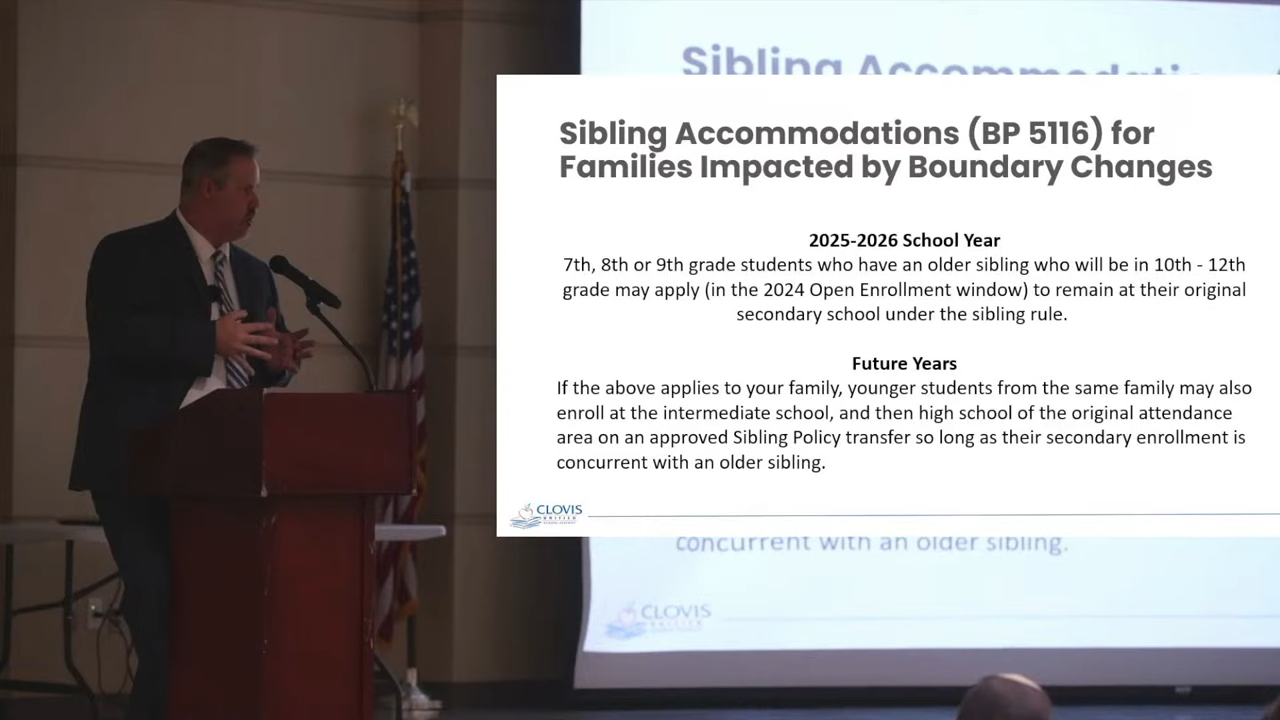 Sibling Accommodatio
Sibling Accommodations (BP 5116) for
Families Impacted by Boundary Changes
2025-2026 School Year
7th, 8th or 9th grade students who have an older sibling who will be in 10th - 12th
grade may apply (in the 2024 Open Enrollment window) to remain at their original
secondary school under the sibling rule.
Future Years
If the above applies to your family, younger students from the same family may also
enroll at the intermediate school, and then high school of the original attendance
area on an approved Sibling Policy transfer so long as their secondary enrollment is
concurrent with an older sibling.
CLOVIS
UNIFIED
concurrent with an older sibling.
CLOVIS